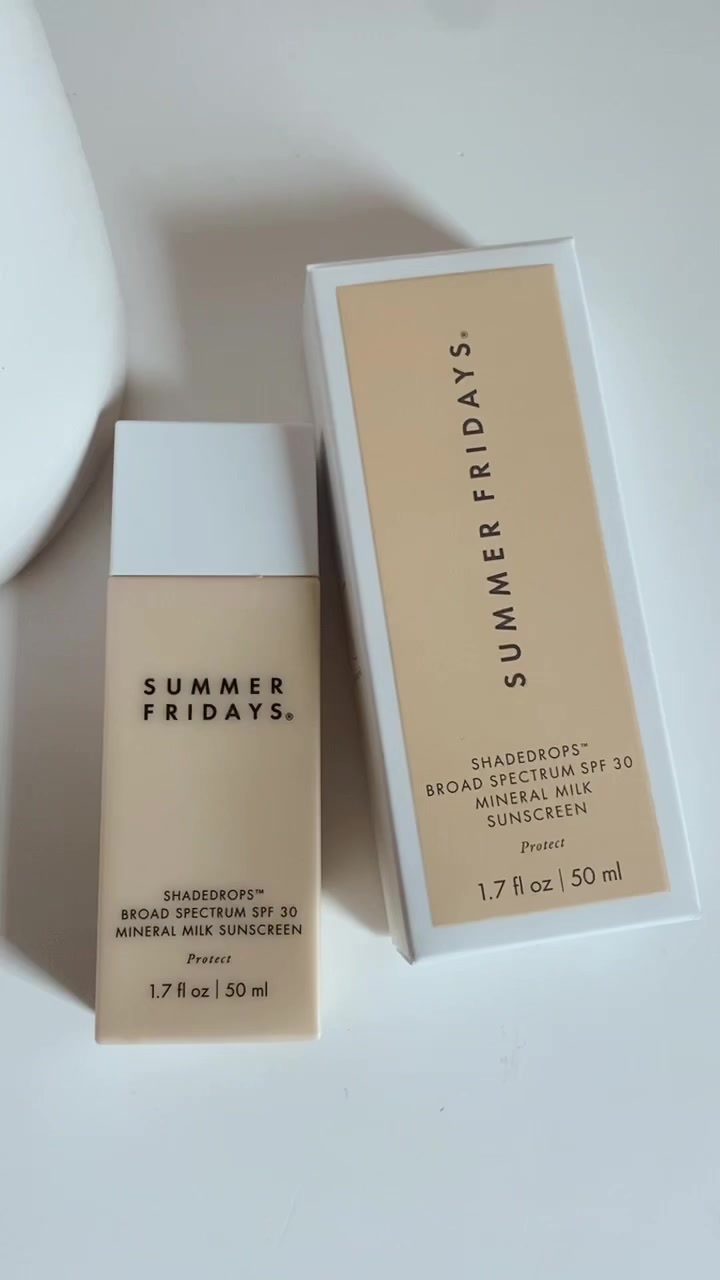 SUMMER
FRIDAYS®
SHADEDROPS™
BROAD SPECTRUM SPF 30
MINERAL MILK SUNSCREEN
Protect
1.7 fl oz | 50 ml
SUMMER FRIDAYS®
SHADEDROPS™
BROAD SPECTRUM SPF 30
MINERAL MILK
SUNSCREEN
Protect
1.7 fl oz | 50 ml